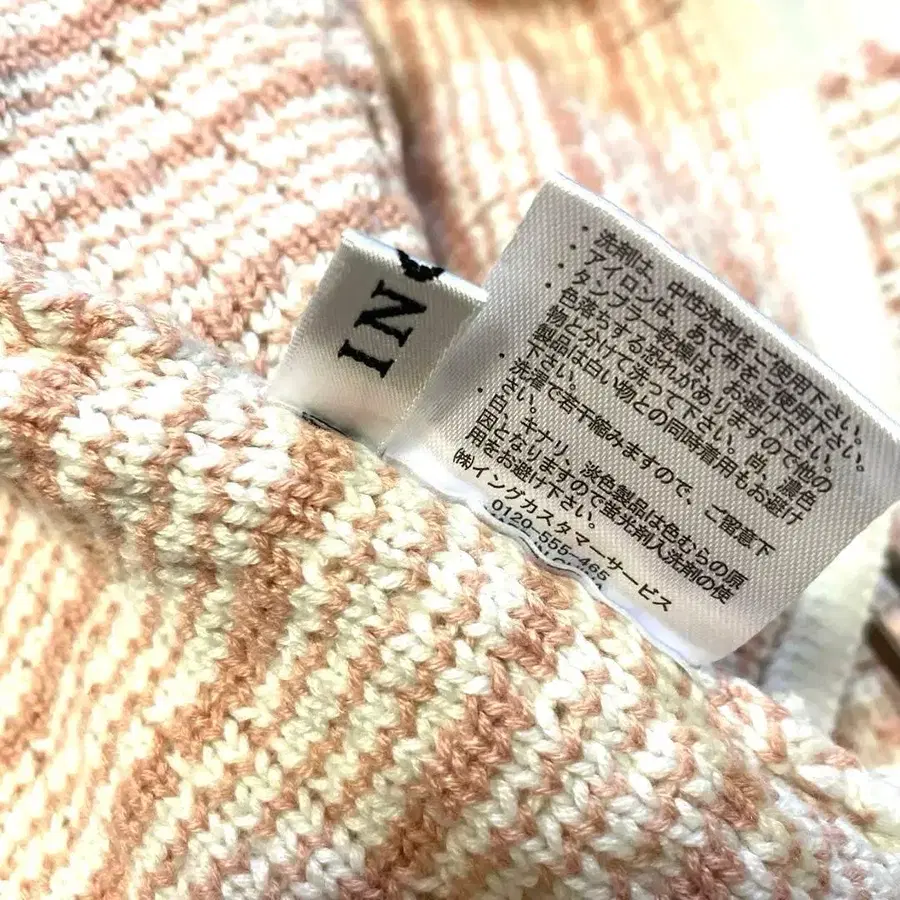 IN
・洗剤は、中性洗剤をご使用下さい。
アイロンは、あて布をご使用下さい。
・タンブラー乾燥は、お避け下さい。
・色落ちする恐れがありますので他の
物とわけて洗って下さい。尚、濃色
製品は白い物との同時着用もお避け
下さい。
・洗濯で若干縮みますので、ご留意下
さい。
・白、キナリ、淡色製品は色むらの原
因となりますので蛍光剤入洗剤の使
用をお避け下さい。
㈱イングカスタマーサービス
0120-555-465